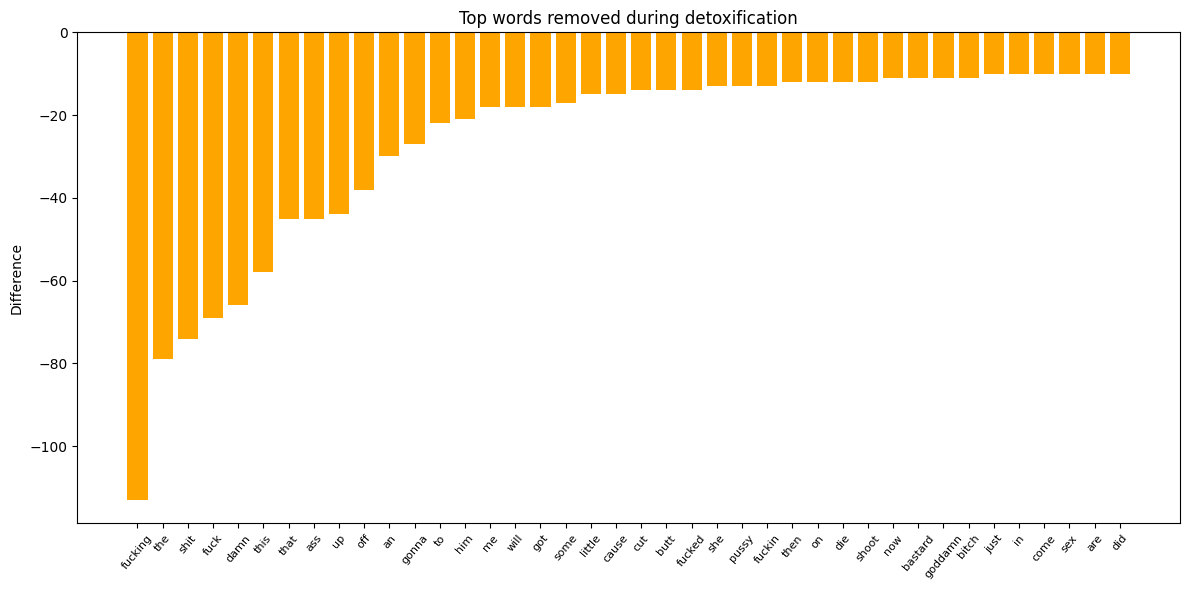 Top words removed during detoxification
Difference
0
−20
−40
−60
−80
−100
fucking
the
shit
fuck
damn
this
that
ass
up
off
an
gonna
to
him
me
will
got
some
little
cause
cut
butt
fucked
she
pussy
fuckin
then
on
die
shoot
now
bastard
goddamn
bitch
just
in
come
sex
are
did